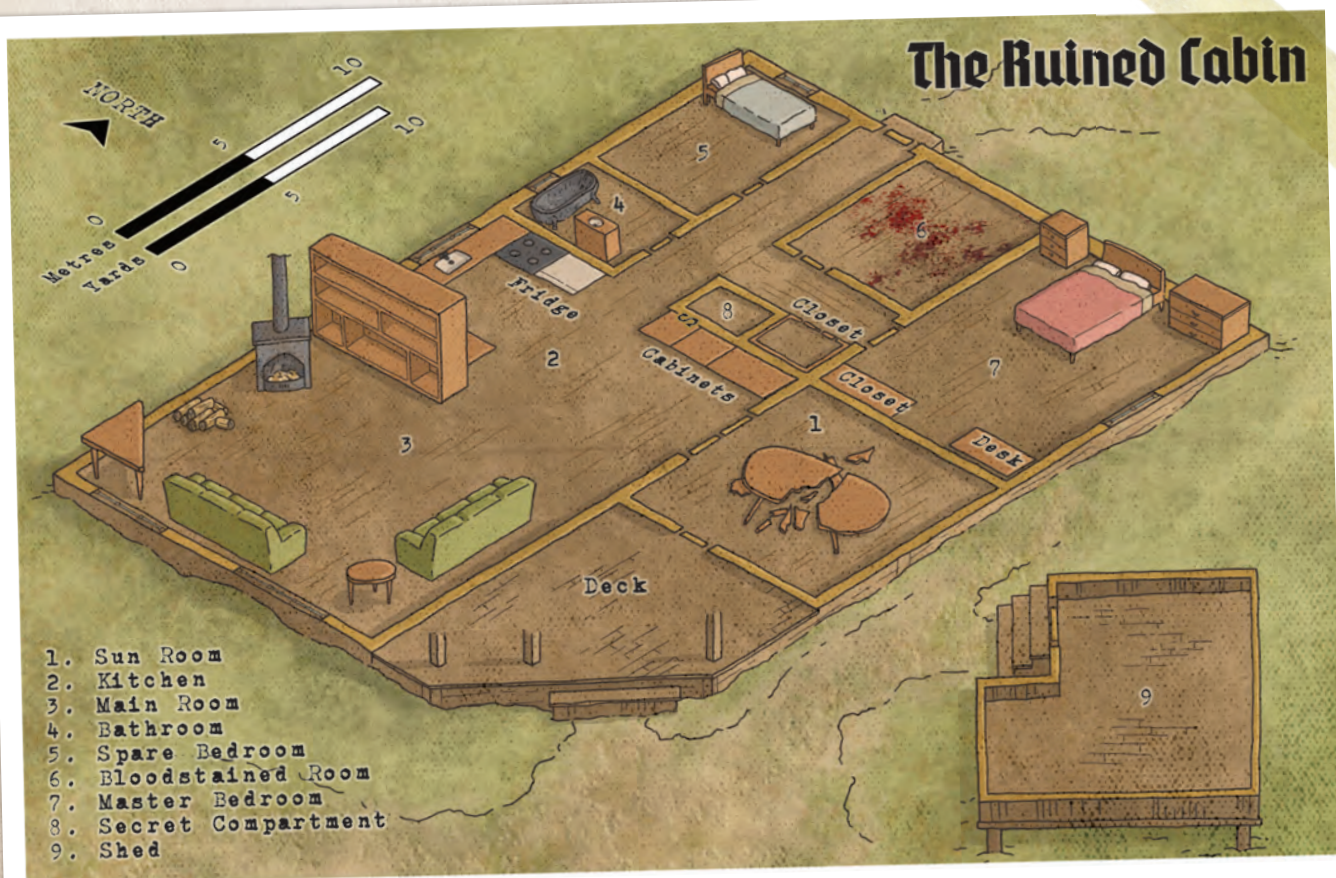 The Ruined Cabin
NORTH
10
5
0
Metres
10
5
0
Yards
5
4
6
Fridge
8
Closet
Cabinets
2
7
Closet
3
1
Desk
Deck
9
S
1. Sun Room
2. Kitchen
3. Main Room
4. Bathroom
5. Spare Bedroom
6. Bloodstained Room
7. Master Bedroom
8. Secret Compartment
9. Shed